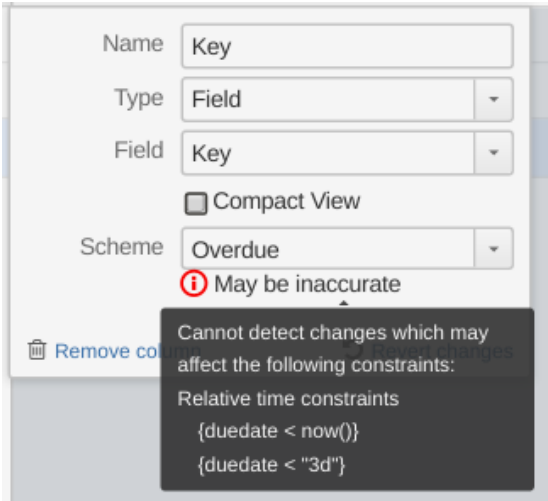 Name Key
Type Field
Field Key
Compact View
Scheme Overdue
May be inaccurate
Remove column
Revert changes
Cannot detect changes which may
affect the following constraints:
Relative time constraints
{duedate < now()}
{duedate < "3d"}